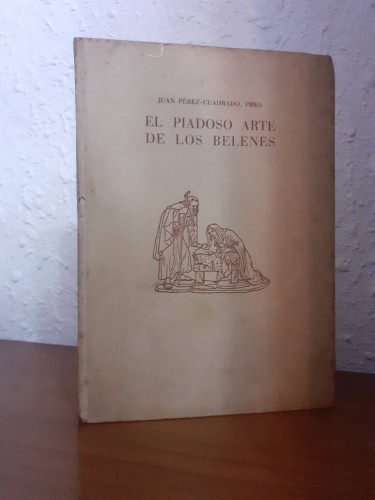 JUAN PÉREZ-CUADRADO, PBRO.
EL PIADOSO ARTE
DE LOS BELENES